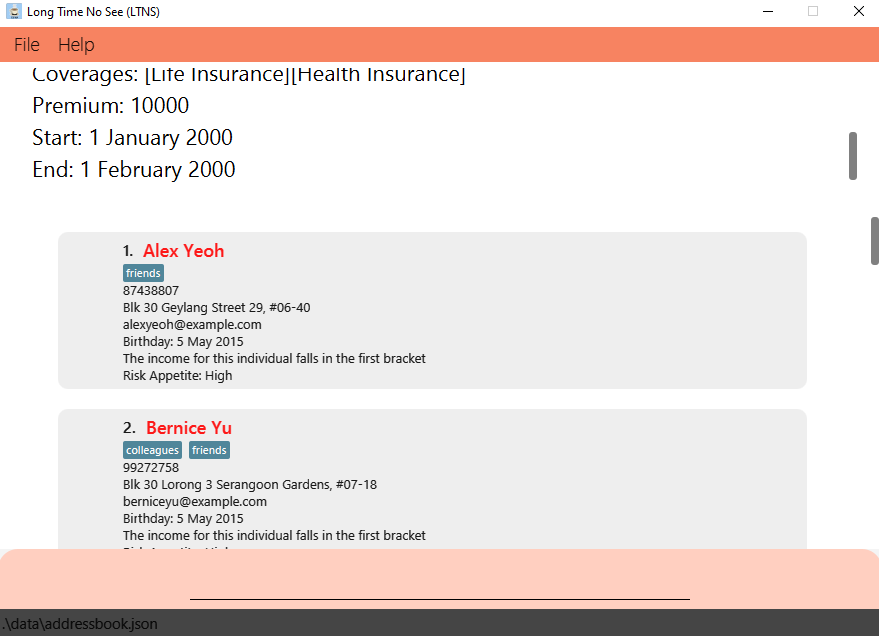 Long Time No See (LTNS)
File Help
Coverages: [Life Insurance][Health Insurance]
Premium: 10000
Start: 1 January 2000
End: 1 February 2000
1. Alex Yeoh
friends
87438807
Blk 30 Geylang Street 29, #06-40
alexyeoh@example.com
Birthday: 5 May 2015
The income for this individual falls in the first bracket
Risk Appetite: High
2. Bernice Yu
colleagues friends
99272758
Blk 30 Lorong 3 Serangoon Gardens, #07-18
berniceyu@example.com
Birthday: 5 May 2015
The income for this individual falls in the first bracket
.\data\addressbook.json